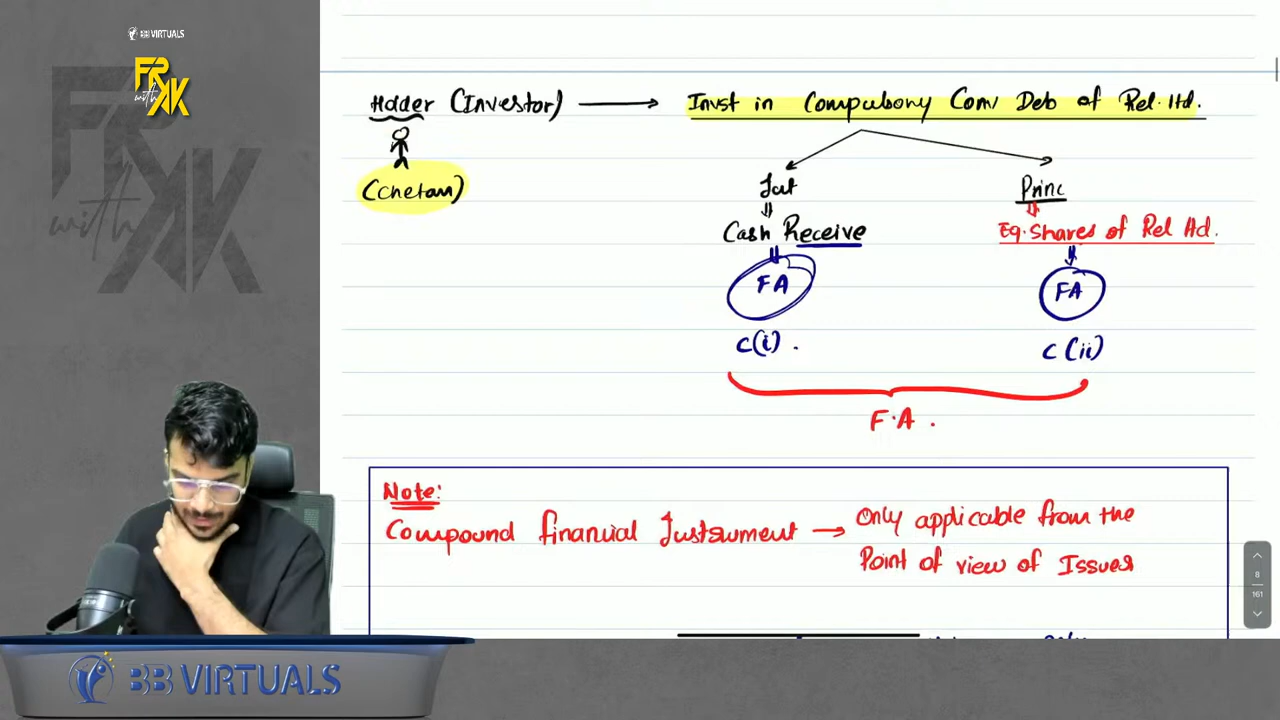 BB VIRTUALS
FR
with
AK
Holder (Investor) → Invst in Compulsory Conv Deb of Rel. ltd.
(Chetan)
Int Princ
Cash Receive Eq. Shares of Rel ltd.
FA FA
c(i) . c (ii)
F.A .
Note:
Compound financial Instrument → Only applicable from the
Point of view of Issuer
8
161
BB VIRTUALS